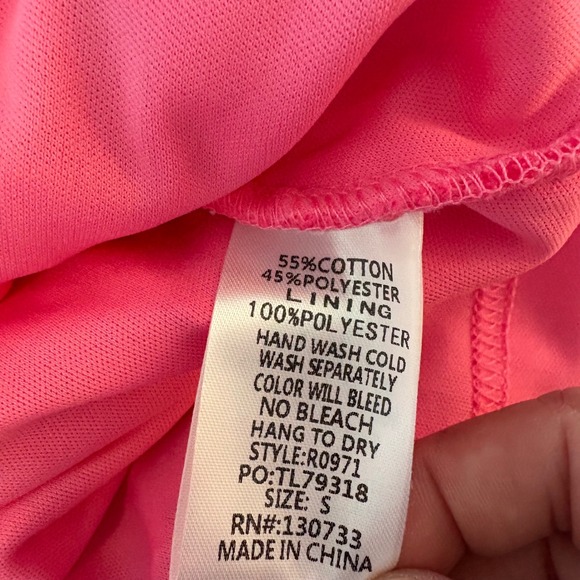 55%COTTON
45%POLYESTER
LINING
100%POLYESTER
HAND WASH COLD
WASH SEPARATELY
COLOR WILL BLEED
NO BLEACH
HANG TO DRY
STYLE:R0971
PO:TL79318
SIZE: S
RN#:130733
MADE IN CHINA